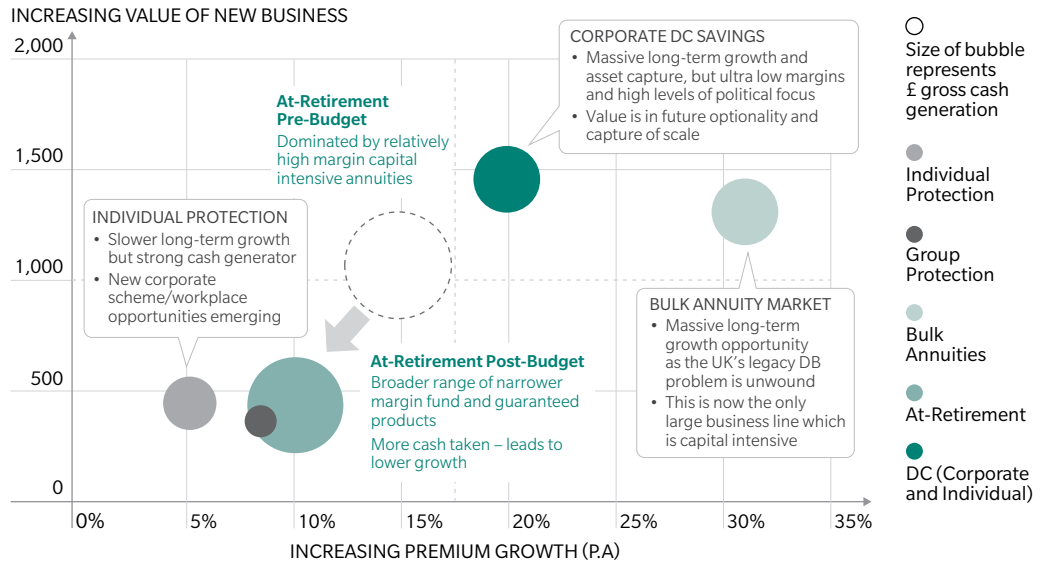 INCREASING VALUE OF NEW BUSINESS
2,000
1,500
1,000
500
0
0%
5%
10%
15%
20%
25%
30%
35%
INCREASING PREMIUM GROWTH (P.A)
At-Retirement
Pre-Budget
Dominated by relatively
high margin capital
intensive annuities
CORPORATE DC SAVINGS
• Massive long-term growth and
asset capture, but ultra low margins
and high levels of political focus
• Value is in future optionality and
capture of scale
INDIVIDUAL PROTECTION
• Slower long-term growth
but strong cash generator
• New corporate
scheme/workplace
opportunities emerging
At-Retirement Post-Budget
Broader range of narrower
margin fund and guaranteed
products
More cash taken – leads to
lower growth
BULK ANNUITY MARKET
• Massive long-term
growth opportunity
as the UK's legacy DB
problem is unwound
• This is now the only
large business line which
is capital intensive
Size of bubble
represents
£ gross cash
generation
Individual
Protection
Group
Protection
Bulk
Annuities
At-Retirement
DC (Corporate
and Individual)